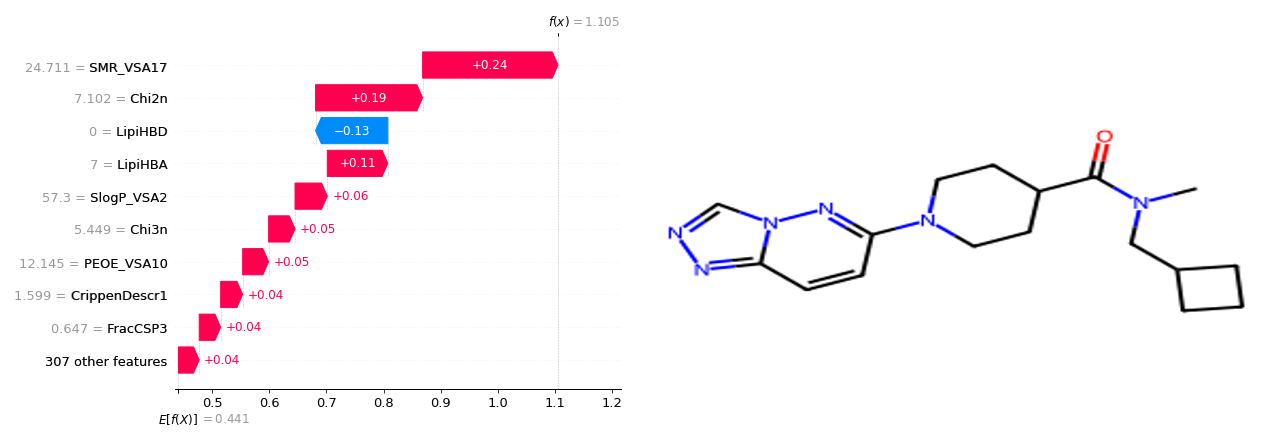 f(x) = 1.105
24.711 = SMR_VSA17
+0.24
7.102 = Chi2n
+0.19
0 = LipiHBD
−0.13
7 = LipiHBA
+0.11
57.3 = SlogP_VSA2
+0.06
5.449 = Chi3n
+0.05
12.145 = PEOE_VSA10
+0.05
1.599 = CrippenDescr1
+0.04
0.647 = FracCSP3
+0.04
307 other features
+0.04
0.5 0.6 0.7 0.8 0.9 1.0 1.1 1.2
E[f(X)] = 0.441
O
N
N
N
N
N
N